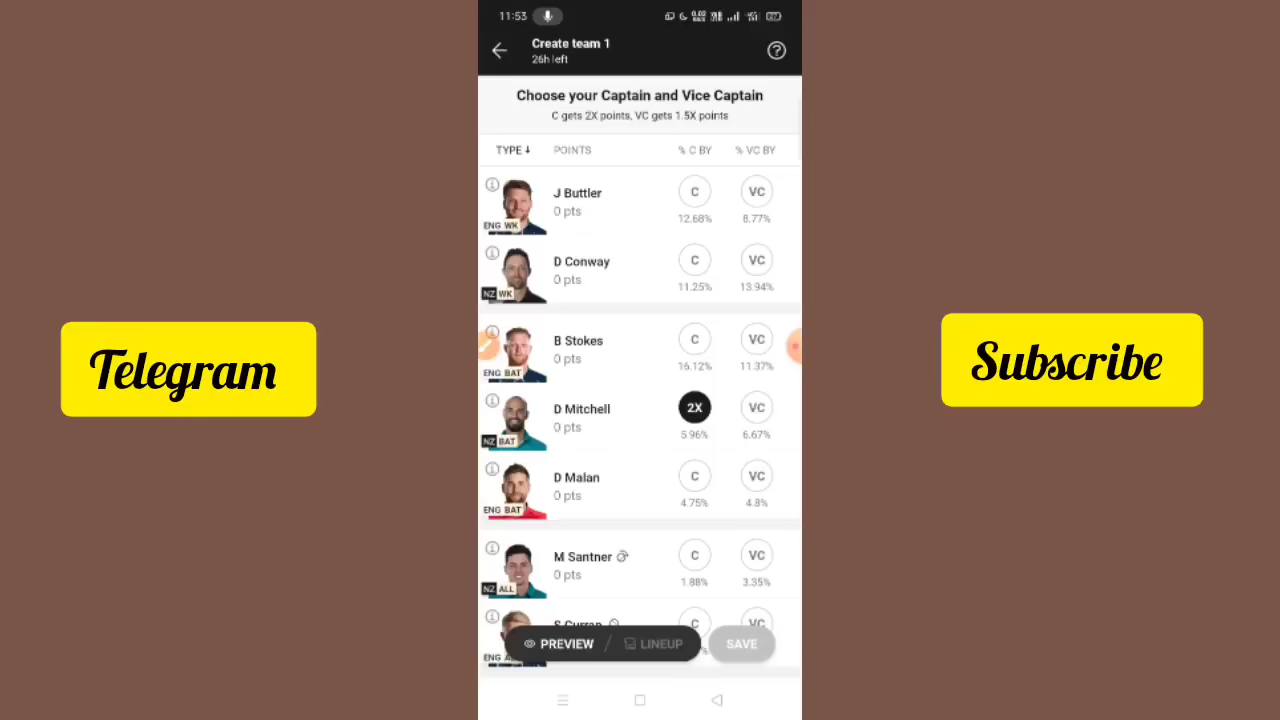 11:53
Create team 1
26h left
Choose your Captain and Vice Captain
C gets 2X points, VC gets 1.5X points
TYPE POINTS % C BY % VC BY
J Buttler C VC
0 pts 12.68% 8.77%
ENG WK
D Conway C VC
0 pts 11.25% 13.94%
NZ WK
B Stokes C VC
0 pts 16.12% 11.37%
ENG BAT
D Mitchell 2X VC
0 pts 5.96% 6.67%
NZ BAT
D Malan C VC
0 pts 4.75% 4.8%
ENG BAT
M Santner C VC
0 pts 1.88% 3.35%
NZ ALL
S Curran C VC
PREVIEW / LINEUP SAVE
ENG
Telegram
Subscribe